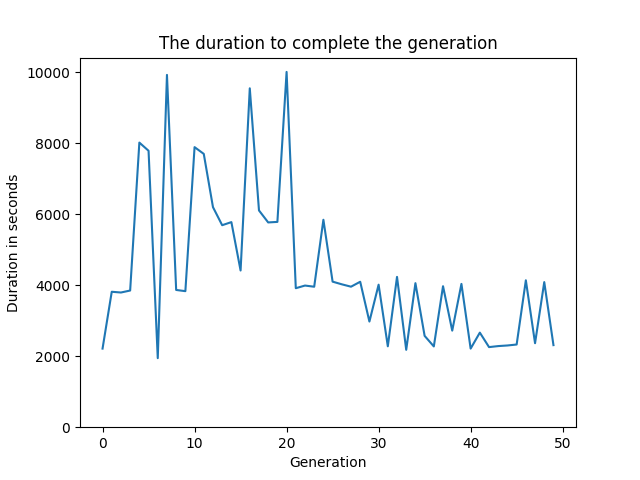 The duration to complete the generation
10000
8000
6000
4000
2000
0
Duration in seconds
0 10 20 30 40 50
Generation